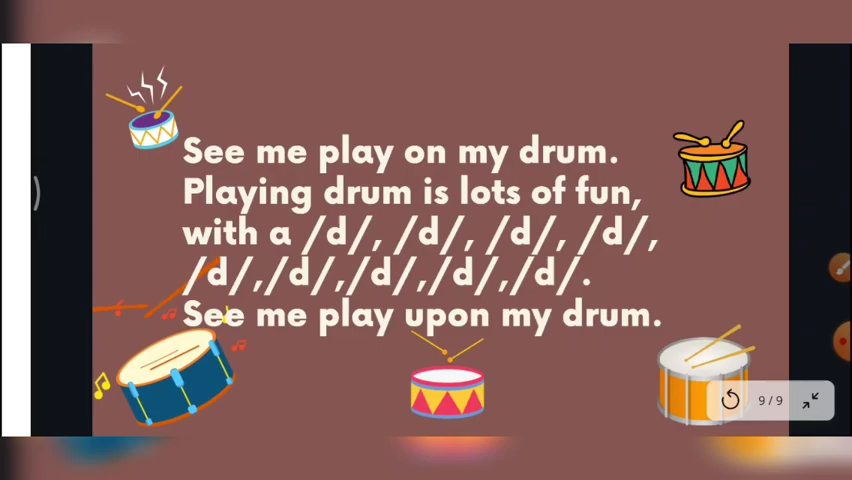 See me play on my drum.
Playing drum is lots of fun,
with a /d/, /d/, /d/, /d/,
/d/,/d/,/d/,/d/,/d/.
See me play upon my drum.
9 / 9